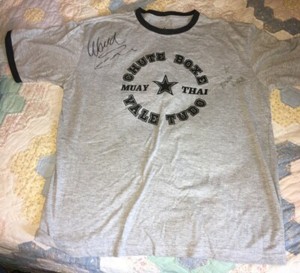 CHUTE BOXE
MUAY THAI
VALE TUDO